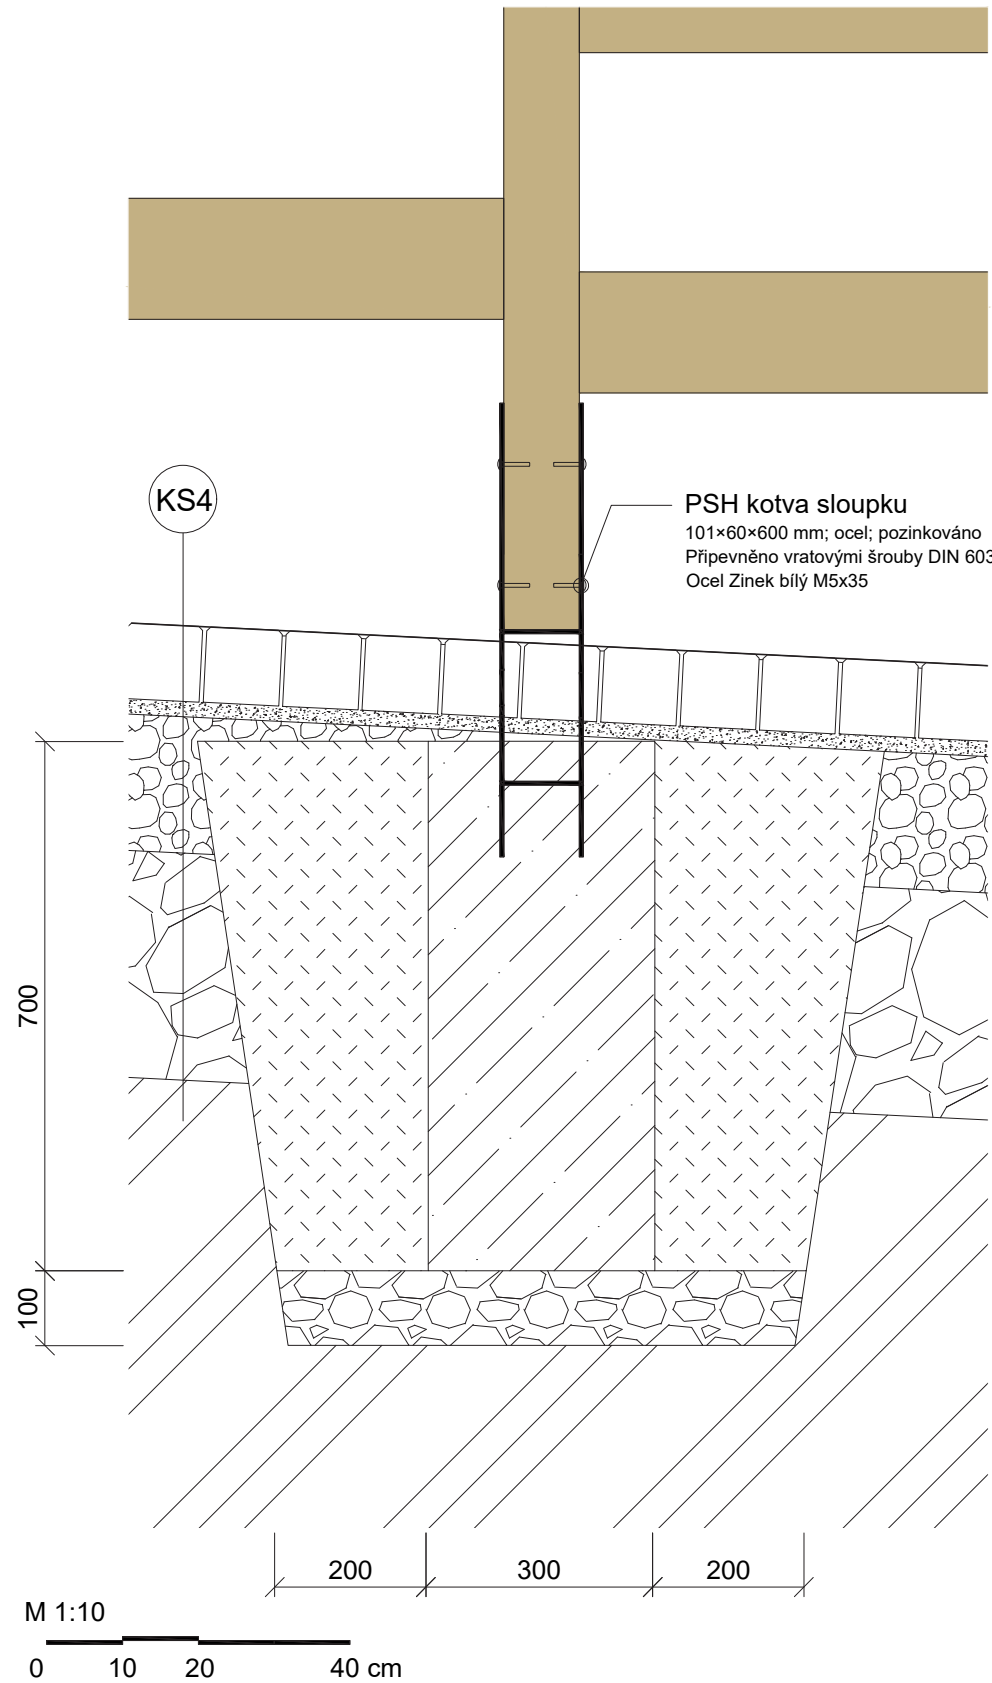 KS4
PSH kotva sloupku
101×60×600 mm; ocel; pozinkováno
Připevněno vratovými šrouby DIN 603
Ocel Zinek bílý M5x35
700
100
200 300 200
M 1:10
0 10 20 40 cm